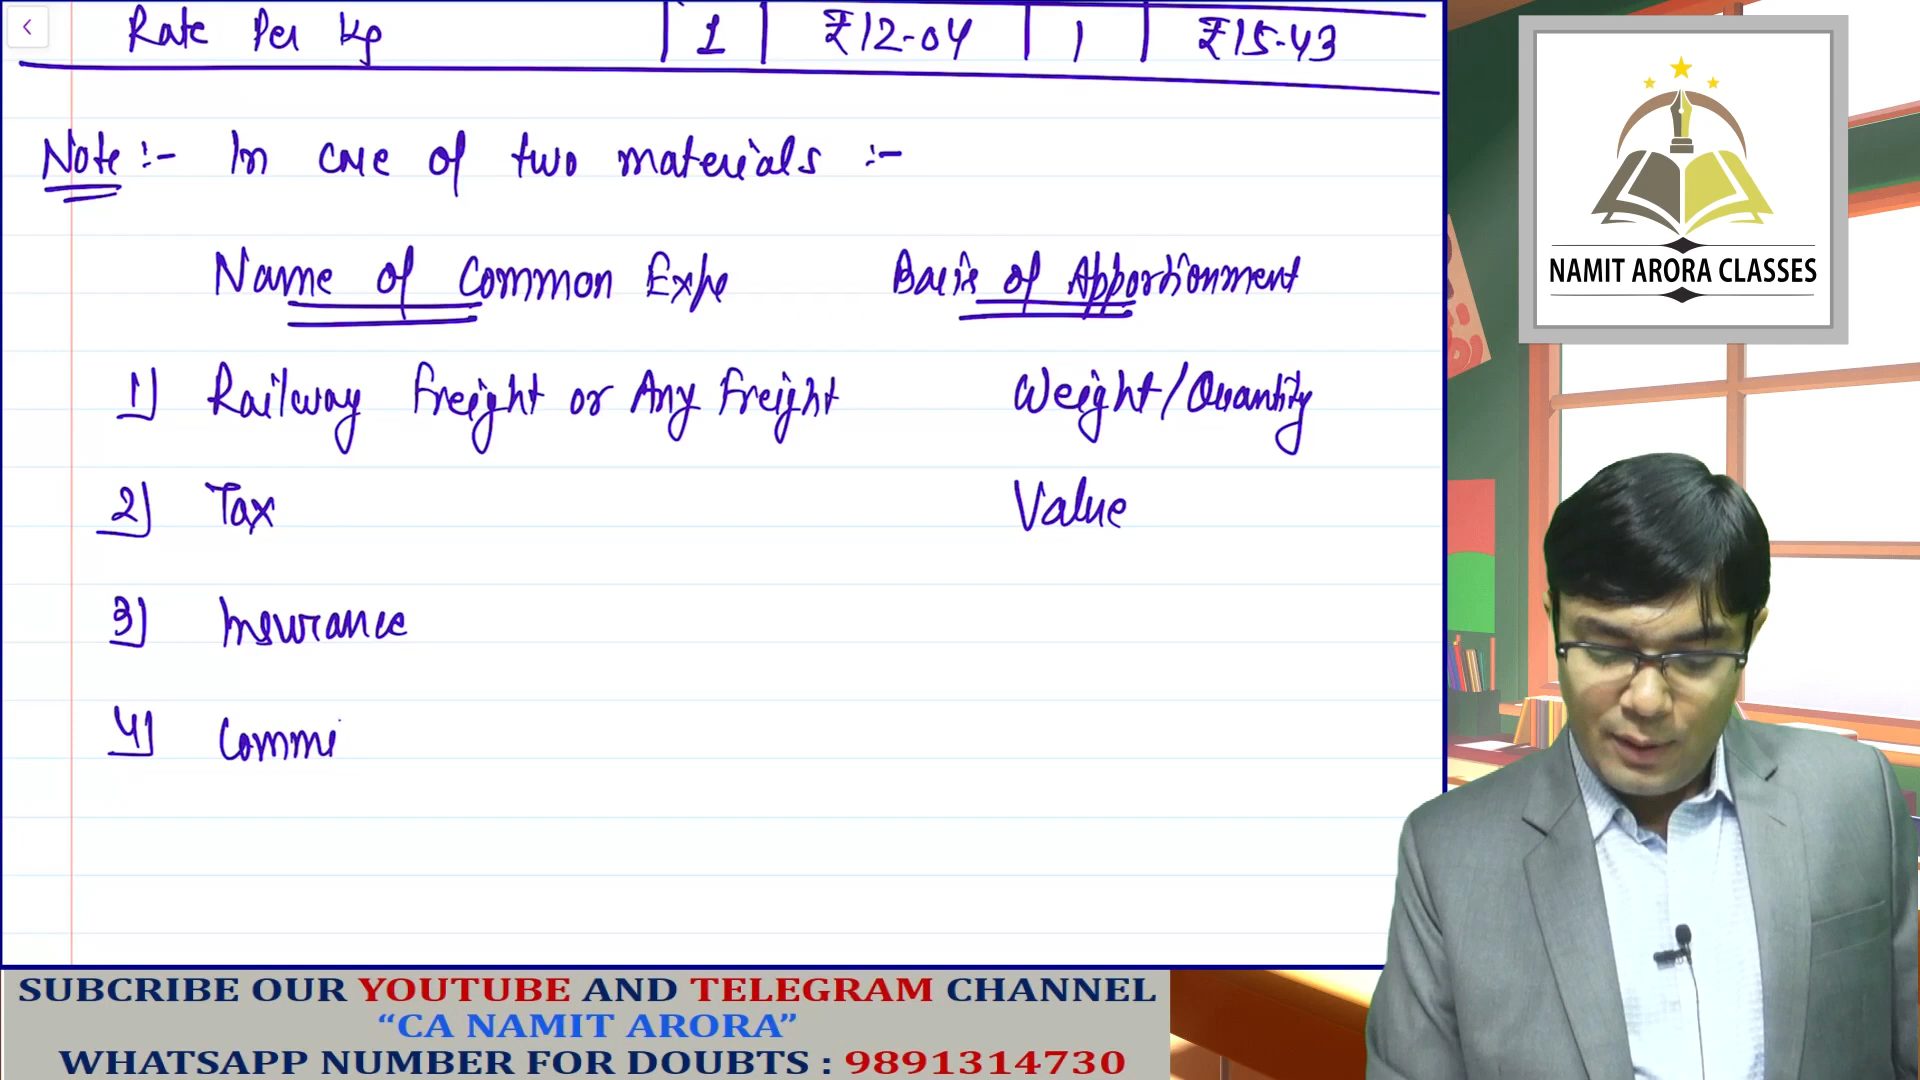 Rate Per Kg 1 ₹12-04 1 ₹15-43
Note :- In case of two materials :-
Name of Common Expe Basis of Apportionment
1) Railway Freight or Any Freight Weight/Quantity
2) Tax Value
3) Insurance
4) Commi
NAMIT ARORA CLASSES
SUBCRIBE OUR YOUTUBE AND TELEGRAM CHANNEL
“CA NAMIT ARORA”
WHATSAPP NUMBER FOR DOUBTS : 9891314730